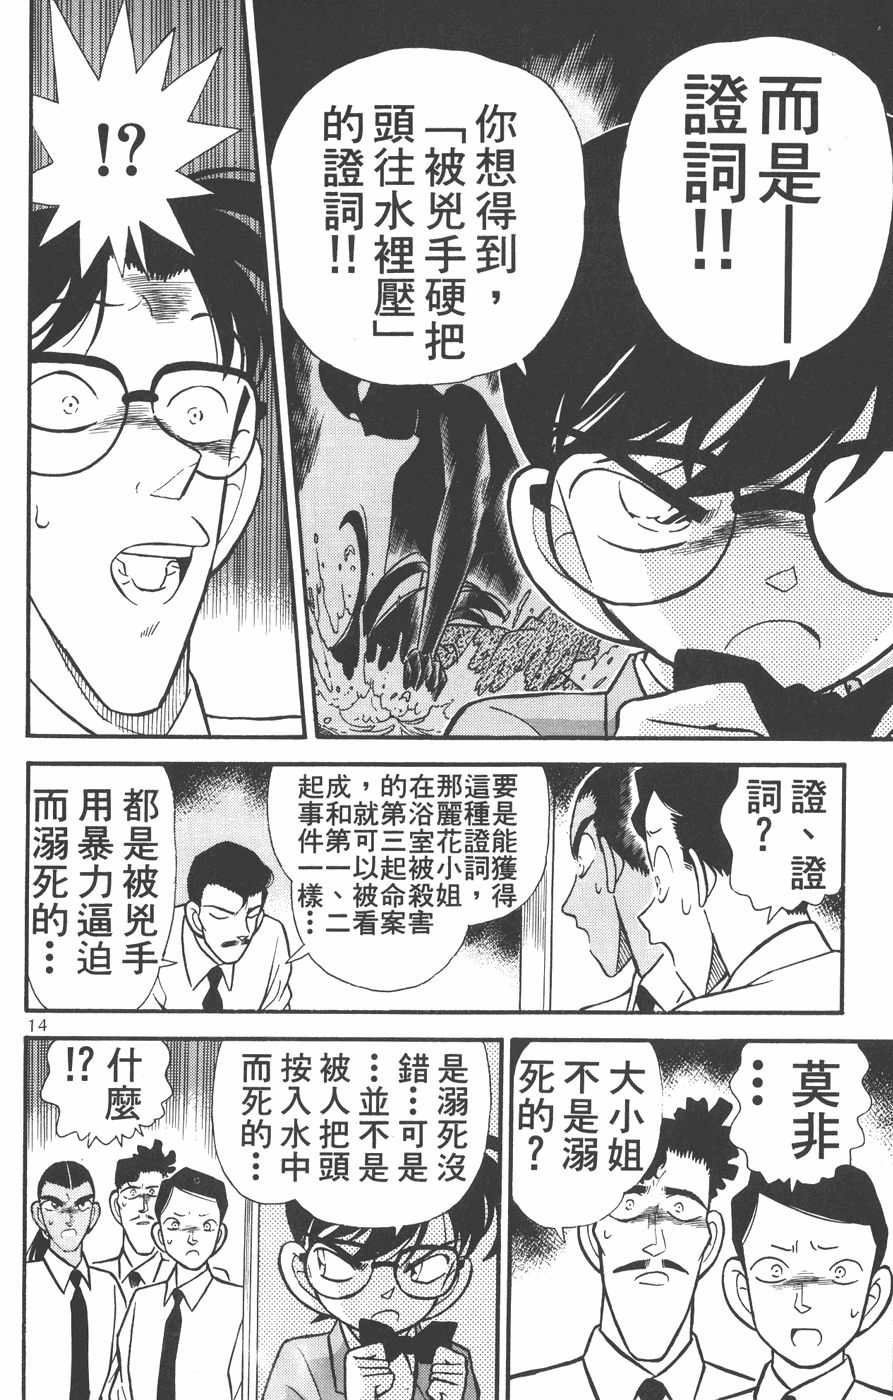 而是——
證詞!!
你想得到，
「被兇手硬把
頭往水裡壓」
的證詞!!
!?
證、證
詞？
要是能獲得
這種證詞，
那麗花小姐
在浴室被殺害
的第三起命案
，就可以被看
成和第一、二
起事件一樣…
都是被兇手
用暴力逼迫
而溺死的…
14
莫非
…
大小姐
不是溺
死的？
是溺死沒
錯…可是
…並不是
被人把頭
按入水中
而死的…
什麼
!?